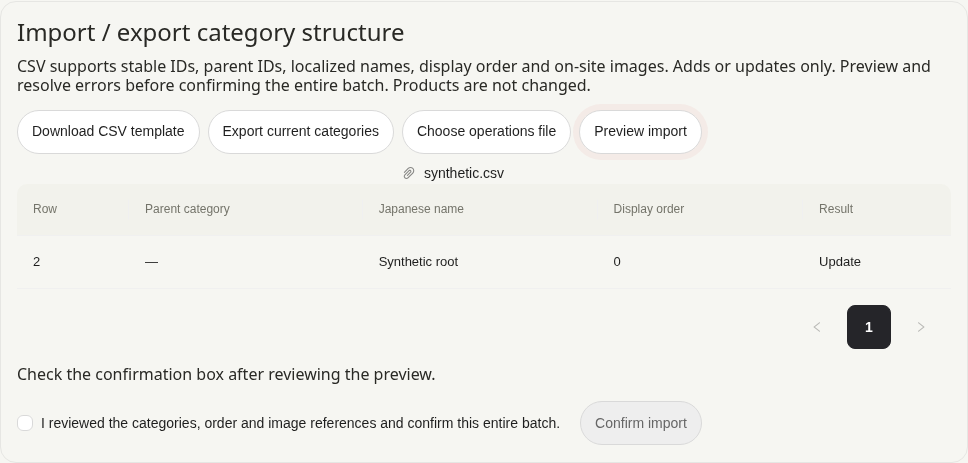 Import / export category structure
CSV supports stable IDs, parent IDs, localized names, display order and on-site images. Adds or updates only. Preview and
resolve errors before confirming the entire batch. Products are not changed.
Download CSV template Export current categories Choose operations file Preview import
synthetic.csv
Row Parent category Japanese name Display order Result
2 — Synthetic root 0 Update
1
Check the confirmation box after reviewing the preview.
I reviewed the categories, order and image references and confirm this entire batch. Confirm import